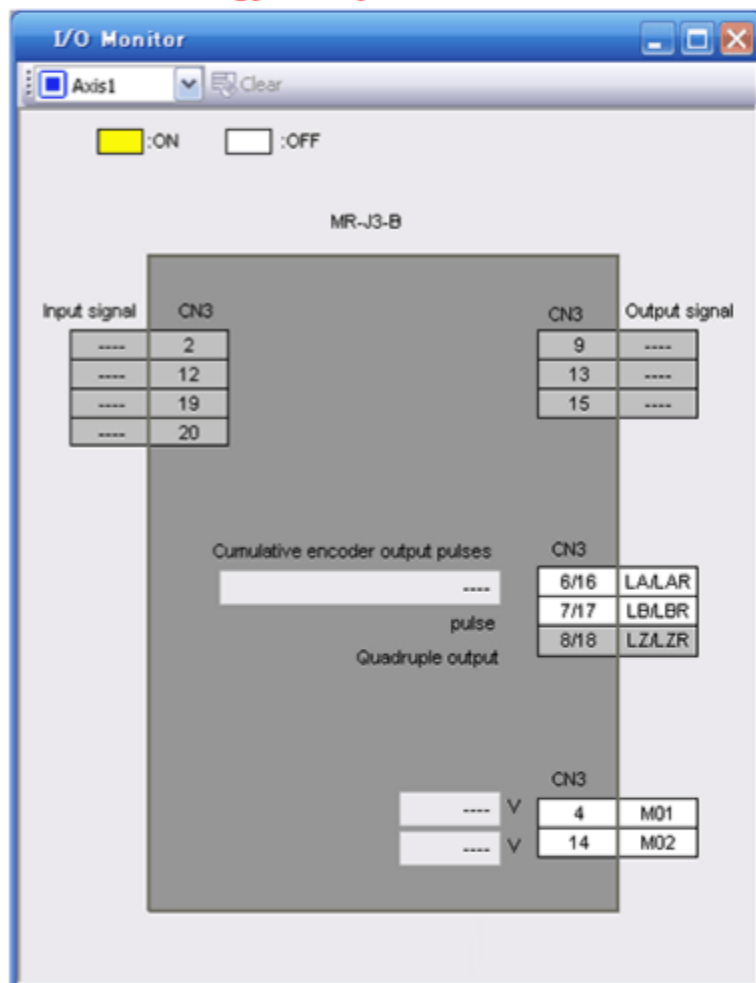 I/O Monitor
Axis1 Clear
:ON :OFF
MR-J3-B
Input signal CN3 CN3 Output signal
---- 2 9 ----
---- 12 13 ----
---- 19 15 ----
---- 20
Cumulative encoder output pulses CN3
---- 6/16 LA/LAR
pulse 7/17 LB/LBR
Quadruple output 8/18 LZ/LZR
CN3
---- V 4 M01
---- V 14 M02